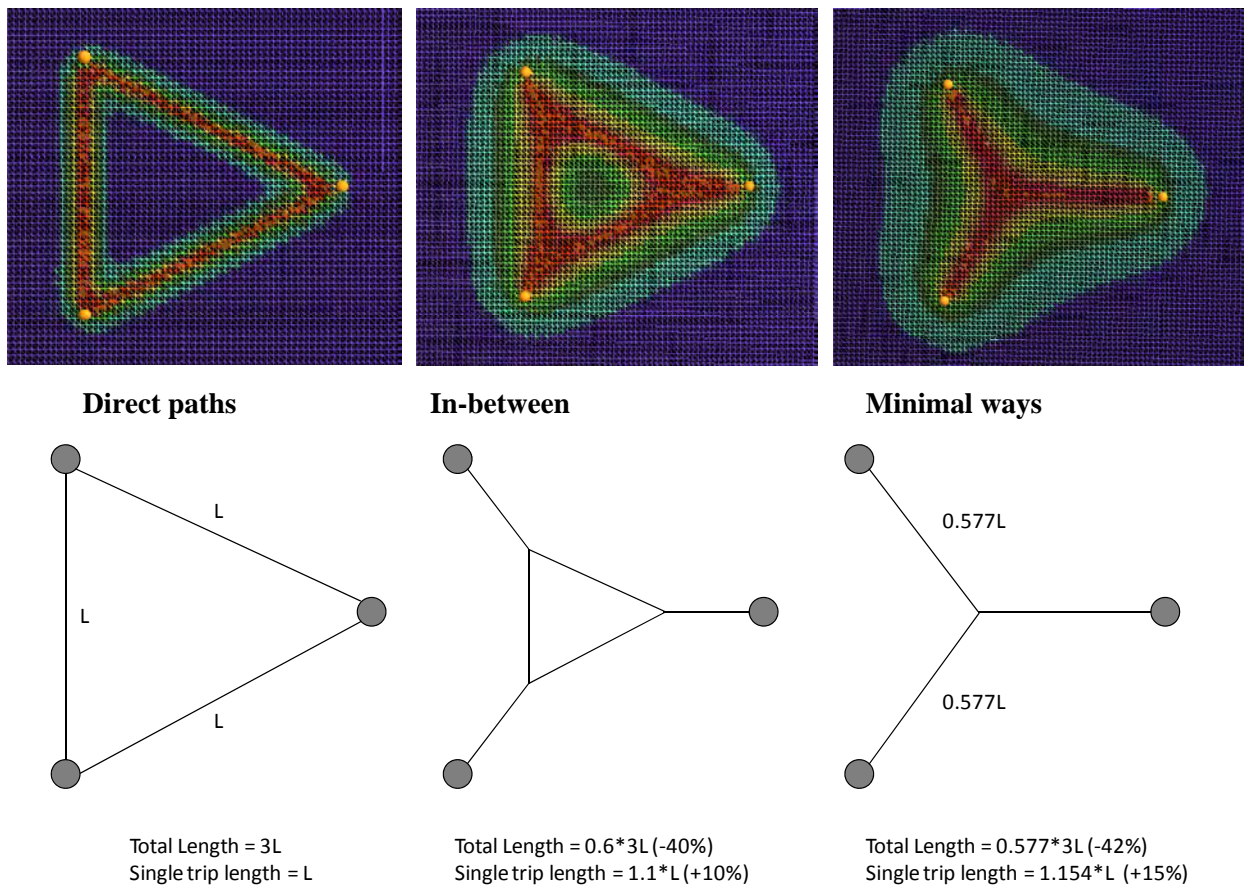 Direct paths
In-between
Minimal ways
L
L
L
0.577L
0.577L
Total Length = 3L
Single trip length = L
Total Length = 0.6*3L (-40%)
Single trip length = 1.1*L (+10%)
Total Length = 0.577*3L (-42%)
Single trip length = 1.154*L (+15%)